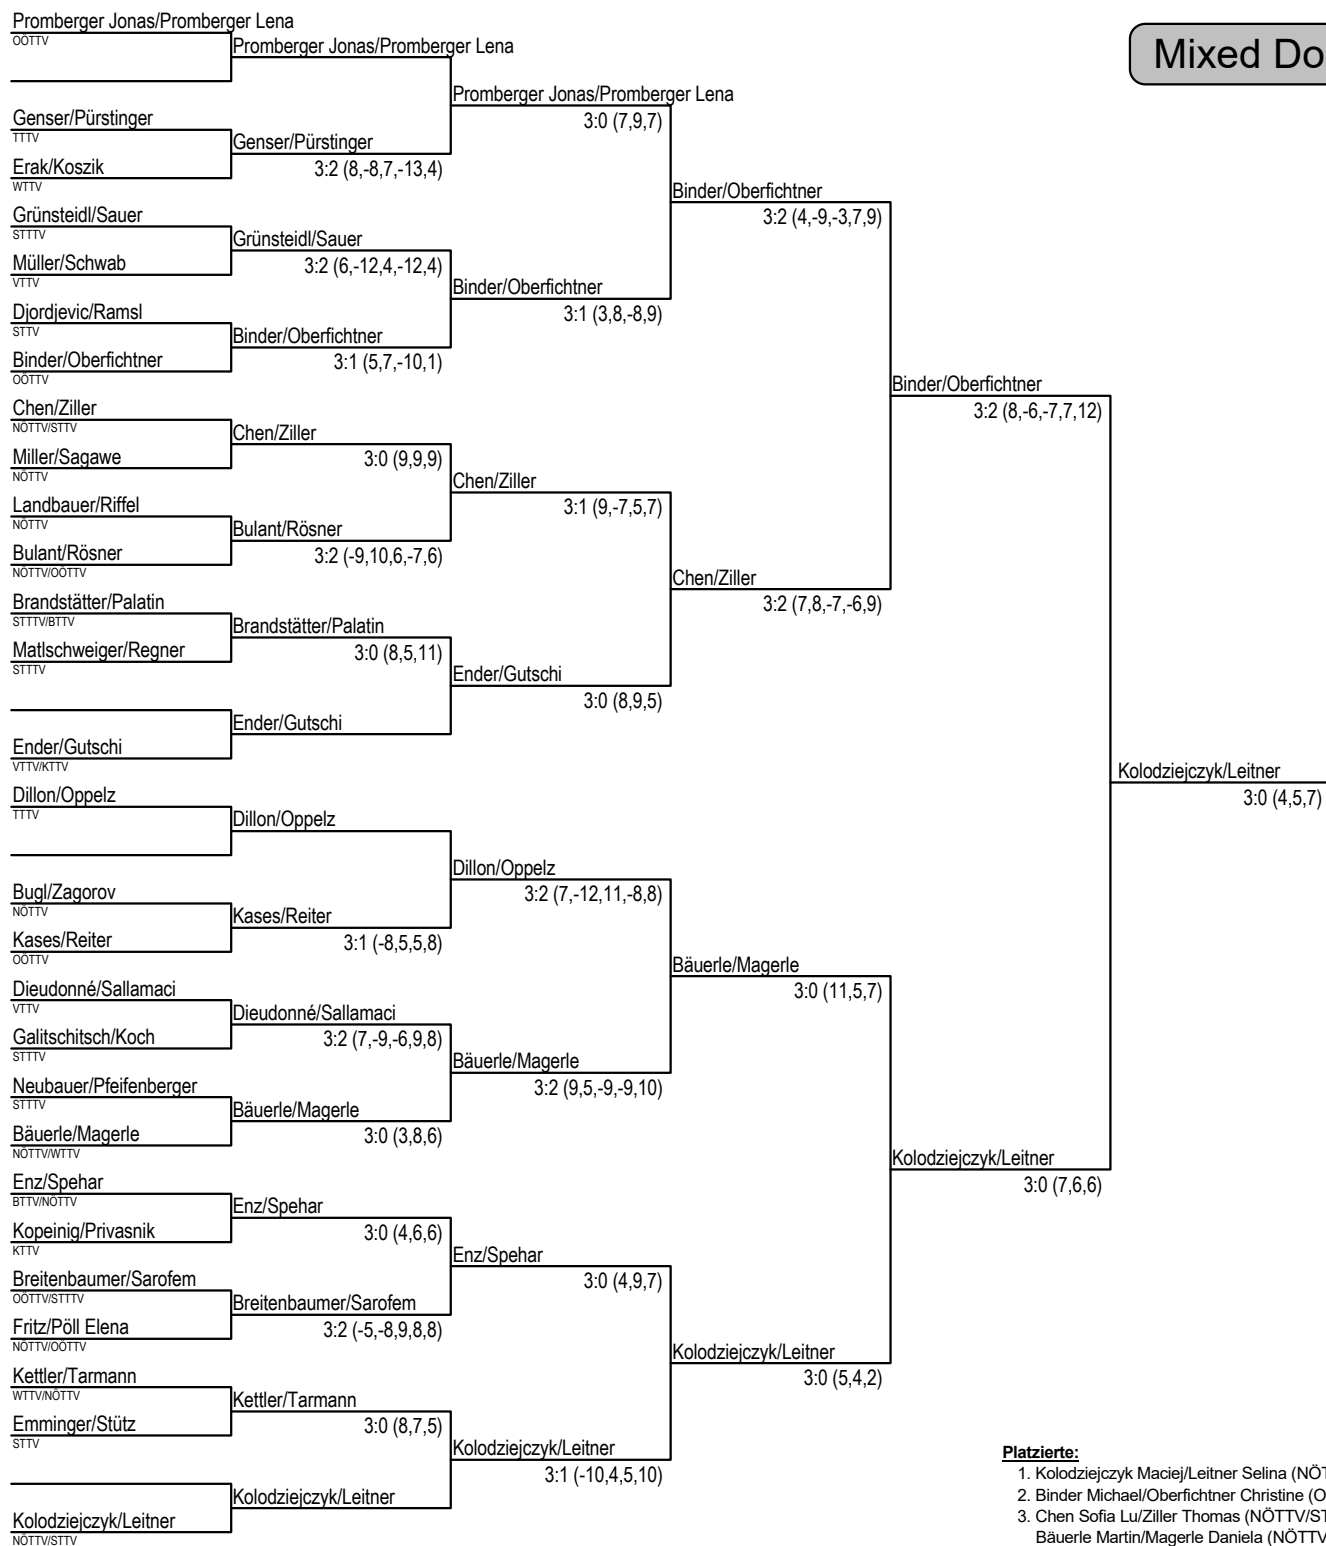 Promberger Jonas/Promberger Lena
OÖTTV
Promberger Jonas/Promberger Lena
Mixed Do
Promberger Jonas/Promberger Lena
3:0 (7,9,7)
Genser/Pürstinger
TTTV
Genser/Pürstinger
3:2 (8,-8,7,-13,4)
Erak/Koszik
WTTV
Binder/Oberfichtner
3:2 (4,-9,-3,7,9)
Grünsteidl/Sauer
STTTV
Grünsteidl/Sauer
3:2 (6,-12,4,-12,4)
Müller/Schwab
VTTV
Binder/Oberfichtner
3:1 (3,8,-8,9)
Djordjevic/Ramsl
STTV
Binder/Oberfichtner
3:1 (5,7,-10,1)
Binder/Oberfichtner
OÖTTV
Binder/Oberfichtner
3:2 (8,-6,-7,7,12)
Chen/Ziller
NÖTTV/STTV
Chen/Ziller
3:0 (9,9,9)
Miller/Sagawe
NÖTTV
Chen/Ziller
3:1 (9,-7,5,7)
Landbauer/Riffel
NÖTTV
Bulant/Rösner
3:2 (-9,10,6,-7,6)
Bulant/Rösner
NÖTTV/OÖTTV
Chen/Ziller
3:2 (7,8,-7,-6,9)
Brandstätter/Palatin
STTTV/BTTV
Brandstätter/Palatin
3:0 (8,5,11)
Matlschweiger/Regner
STTTV
Ender/Gutschi
3:0 (8,9,5)
Ender/Gutschi
Ender/Gutschi
VTTV/KTTV
Kolodziejczyk/Leitner
3:0 (4,5,7)
Dillon/Oppelz
TTTV
Dillon/Oppelz
Dillon/Oppelz
3:2 (7,-12,11,-8,8)
Bugl/Zagorov
NÖTTV
Kases/Reiter
3:1 (-8,5,5,8)
Kases/Reiter
OÖTTV
Bäuerle/Magerle
3:0 (11,5,7)
Dieudonné/Sallamaci
VTTV
Dieudonné/Sallamaci
3:2 (7,-9,-6,9,8)
Galitschitsch/Koch
STTTV
Bäuerle/Magerle
3:2 (9,5,-9,-9,10)
Neubauer/Pfeifenberger
STTTV
Bäuerle/Magerle
3:0 (3,8,6)
Bäuerle/Magerle
NÖTTV/WTTV
Kolodziejczyk/Leitner
3:0 (7,6,6)
Enz/Spehar
BTTV/NÖTTV
Enz/Spehar
3:0 (4,6,6)
Kopeinig/Privasnik
KTTV
Enz/Spehar
3:0 (4,9,7)
Breitenbaumer/Sarofem
OÖTTV/STTTV
Breitenbaumer/Sarofem
3:2 (-5,-8,9,8,8)
Fritz/Pöll Elena
NÖTTV/OÖTTV
Kolodziejczyk/Leitner
3:0 (5,4,2)
Kettler/Tarmann
WTTV/NÖTTV
Kettler/Tarmann
3:0 (8,7,5)
Emminger/Stütz
STTV
Kolodziejczyk/Leitner
3:1 (-10,4,5,10)
Kolodziejczyk/Leitner
Kolodziejczyk/Leitner
NÖTTV/STTV
Platzierte:
1. Kolodziejczyk Maciej/Leitner Selina (NÖT
2. Binder Michael/Oberfichtner Christine (O
3. Chen Sofia Lu/Ziller Thomas (NÖTTV/ST
Bäuerle Martin/Magerle Daniela (NÖTTV